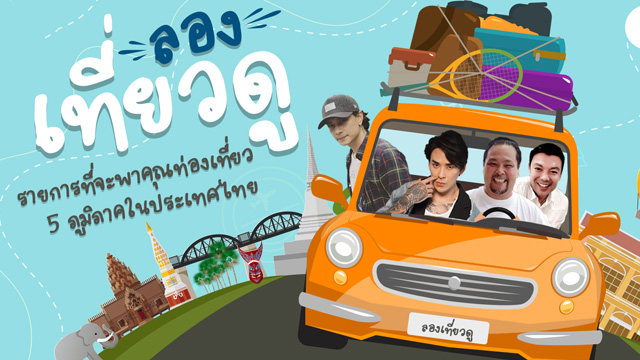 ลอง
เที่ยวดู
รายการที่จะพาคุณท่องเที่ยว
5 ภูมิภาคในประเทศไทย
ลองเที่ยวดู